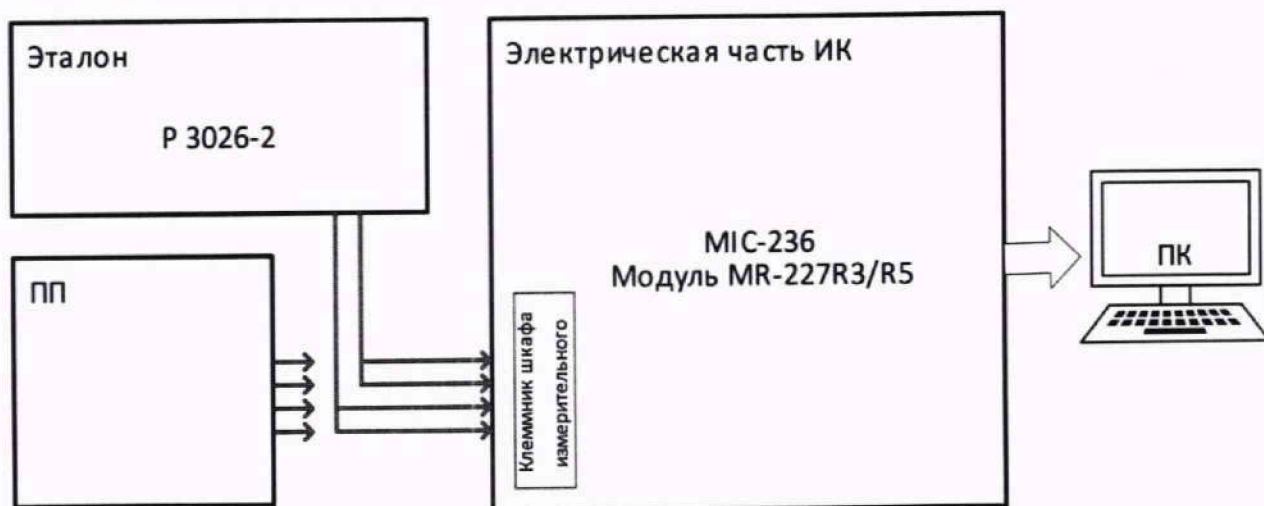 Эталон
Р 3026-2
ПП
Электрическая часть ИК
MIC-236
Модуль MR-227R3/R5
Клеммник шкафа
измерительного
ПК